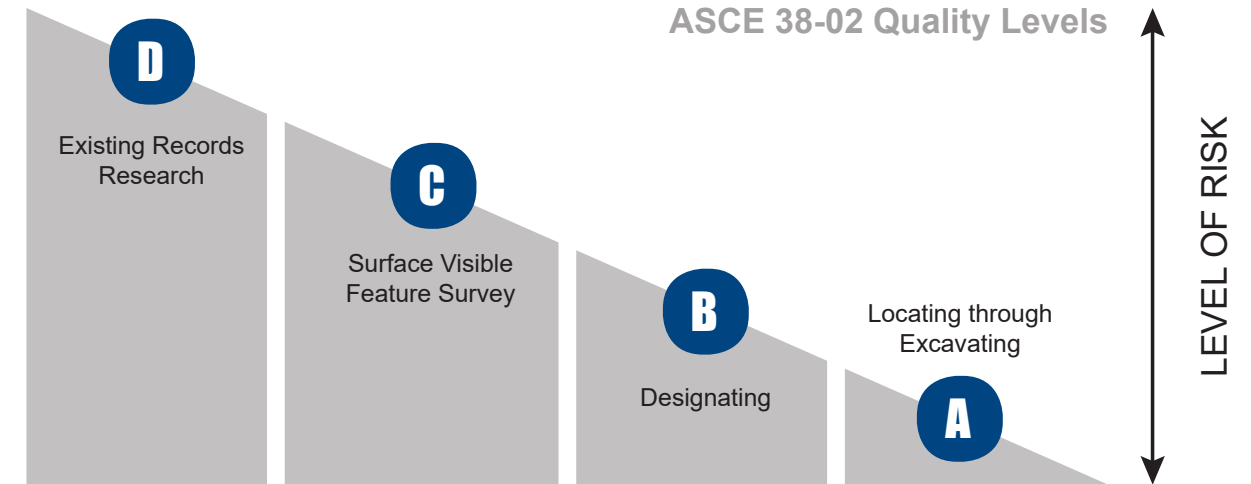 ASCE 38-02 Quality Levels
D
Existing Records
Research
C
Surface Visible
Feature Survey
B
Designating
Locating through
Excavating
A
LEVEL OF RISK